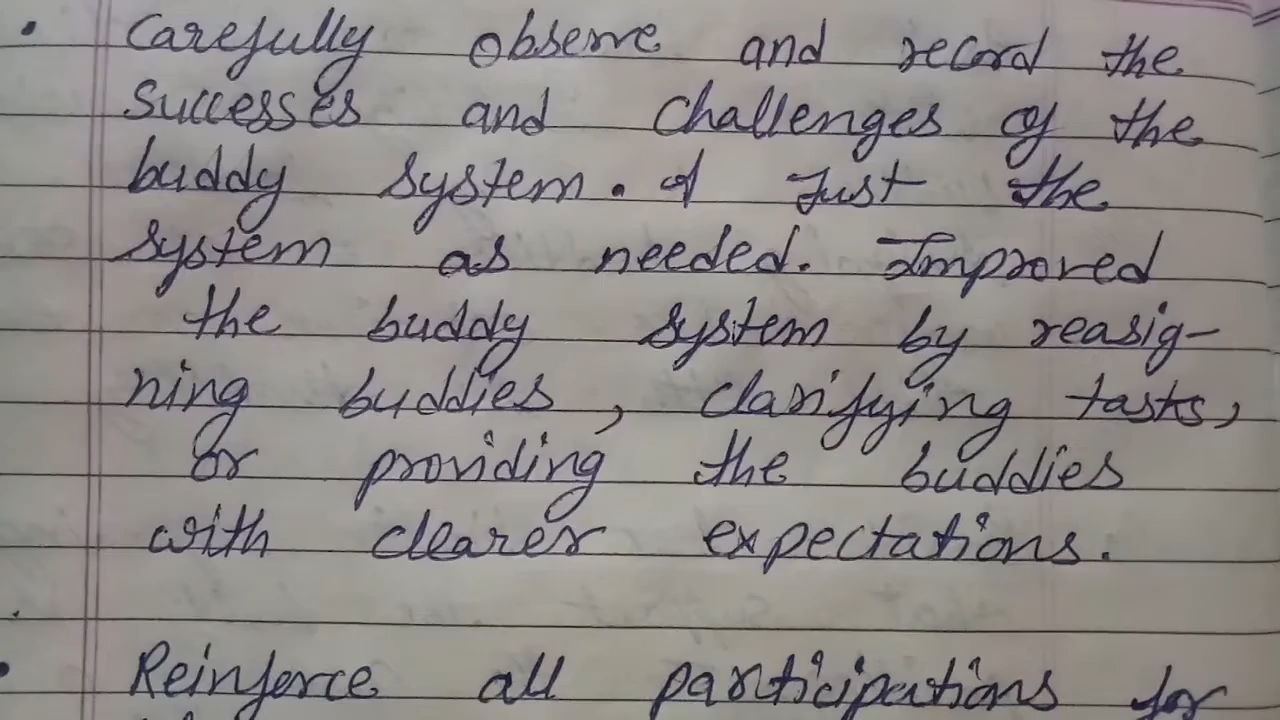 • Carefully observe and record the
successes and challenges of the
buddy system. A Just the
system as needed. Improved
the buddy system by reasig-
ning buddies, clarifying tasks,
or providing the buddies
with clearer expectations.
• Reinforce all participations for